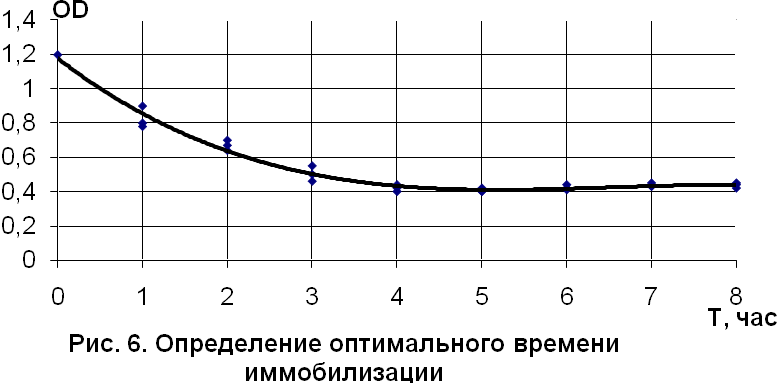 OD
1,4
1,2
1
0,8
0,6
0,4
0,2
0
0 1 2 3 4 5 6 7 8
Т, час
Рис. 6. Определение оптимального времени
иммобилизации